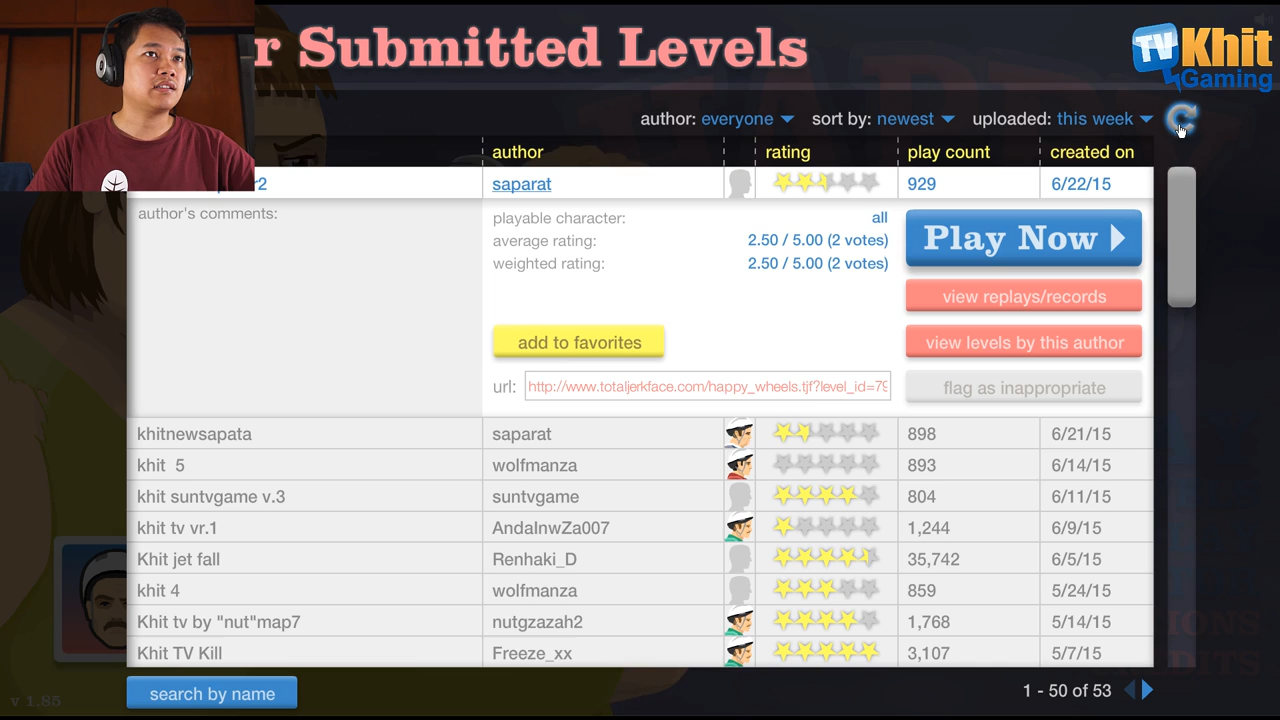 r Submitted Levels
TV Khit
Gaming
author: everyone sort by: newest uploaded: this week
author rating play count created on
r2 saparat 929 6/22/15
author's comments:
playable character: all
average rating: 2.50 / 5.00 (2 votes)
weighted rating: 2.50 / 5.00 (2 votes)
Play Now
view replays/records
add to favorites
view levels by this author
url: http://www.totaljerkface.com/happy_wheels.tjf?level_id=79
flag as inappropriate
khitnewsapata saparat 898 6/21/15
khit 5 wolfmanza 893 6/14/15
khit suntvgame v.3 suntvgame 804 6/11/15
khit tv vr.1 AndaInwZa007 1,244 6/9/15
Khit jet fall Renhaki_D 35,742 6/5/15
khit 4 wolfmanza 859 5/24/15
Khit tv by "nut"map7 nutgzazah2 1,768 5/14/15
Khit TV Kill Freeze_xx 3,107 5/7/15
search by name
1 - 50 of 53
v 1.85